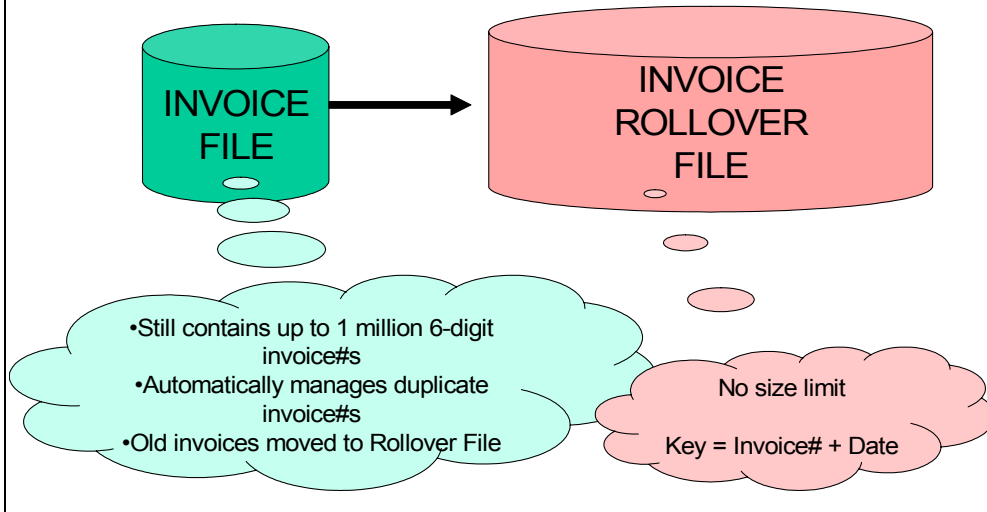 INVOICE
FILE
INVOICE
ROLLOVER
FILE
•Still contains up to 1 million 6-digit
invoice#s
•Automatically manages duplicate
invoice#s
•Old invoices moved to Rollover File
No size limit
Key = Invoice# + Date